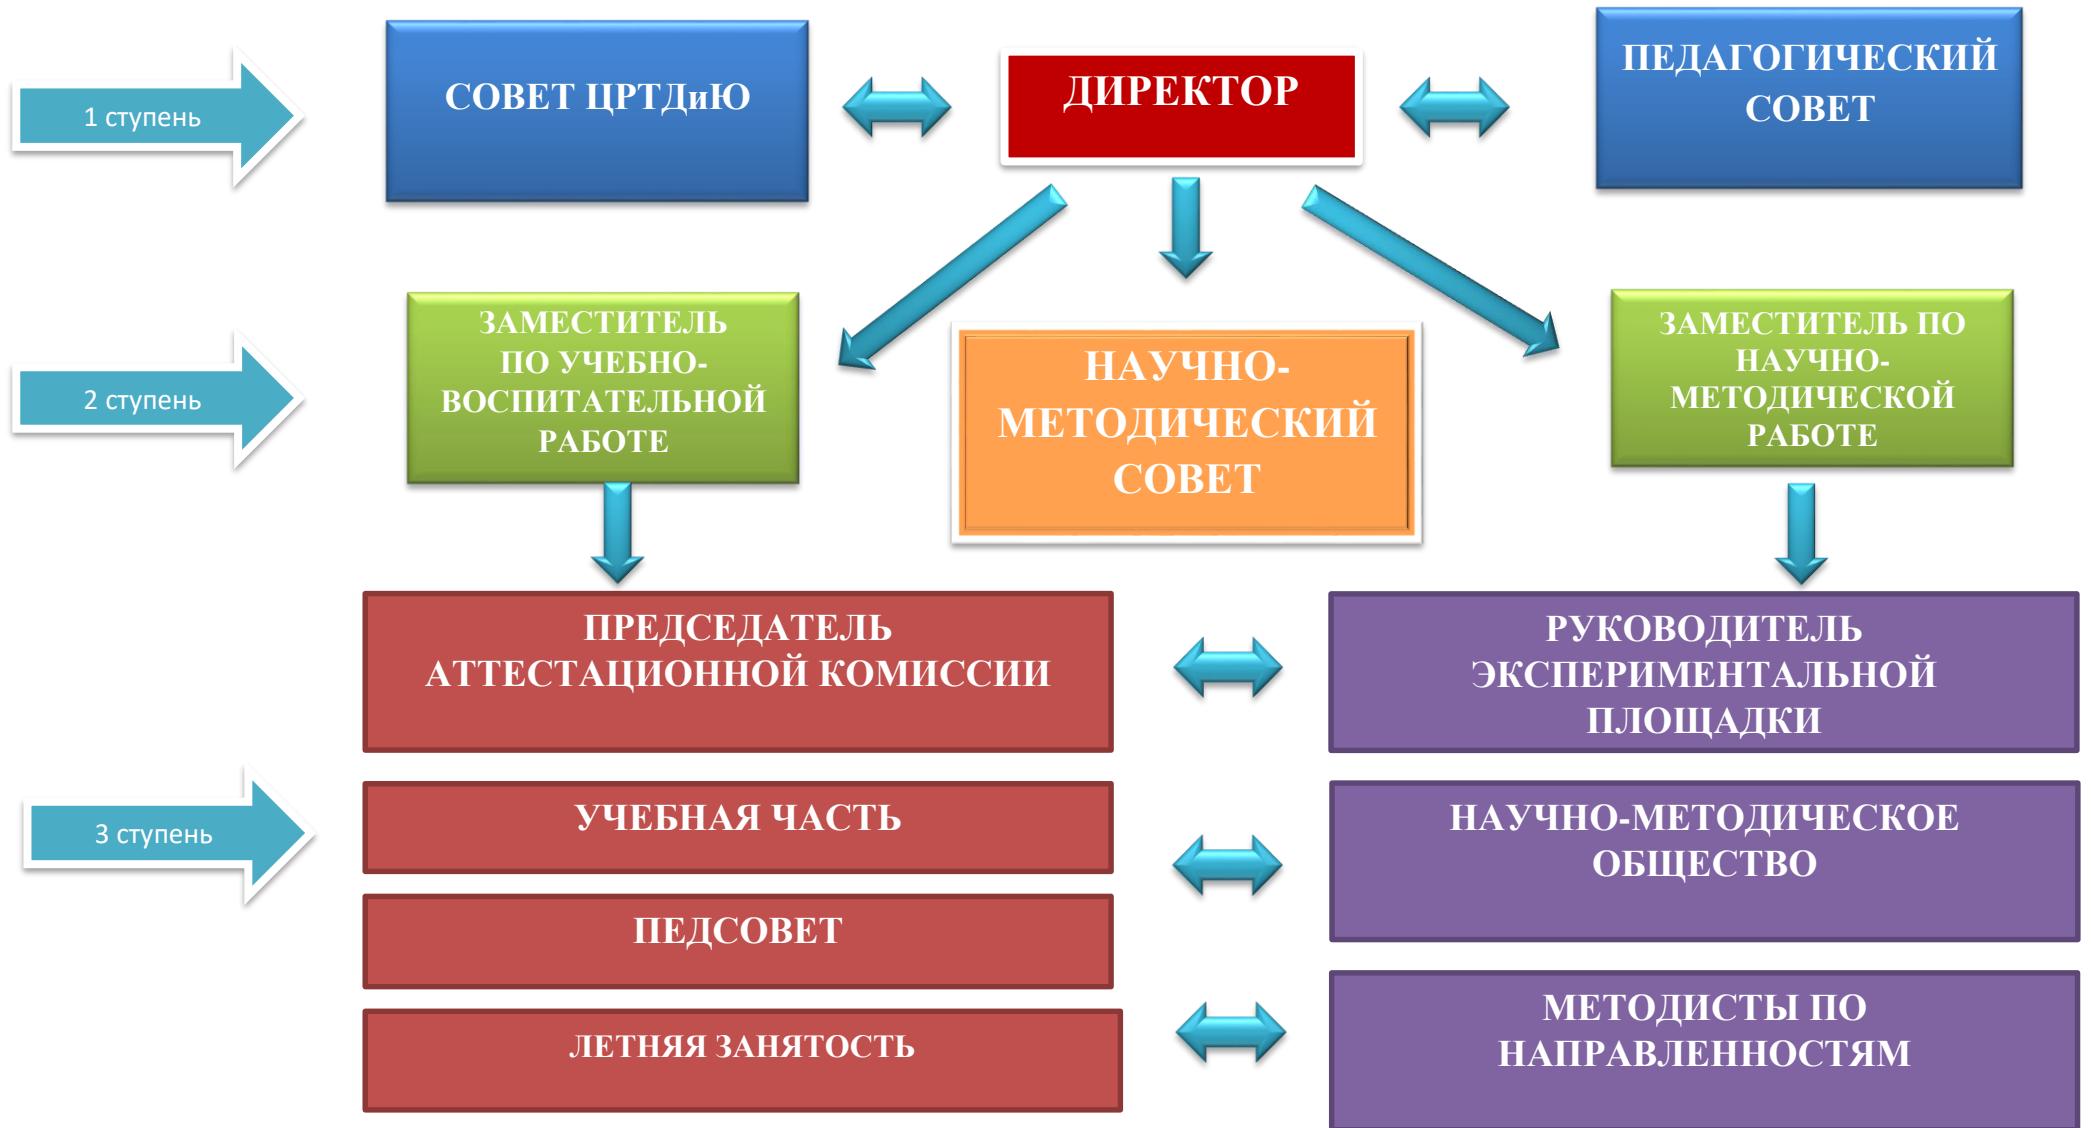 1 ступень
СОВЕТ ЦРТДиЮ
ДИРЕКТОР
ПЕДАГОГИЧЕСКИЙ
СОВЕТ
2 ступень
ЗАМЕСТИТЕЛЬ
ПО УЧЕБНО-
ВОСПИТАТЕЛЬНОЙ
РАБОТЕ
НАУЧНО-
МЕТОДИЧЕСКИЙ
СОВЕТ
ЗАМЕСТИТЕЛЬ ПО
НАУЧНО-
МЕТОДИЧЕСКОЙ
РАБОТЕ
3 ступень
ПРЕДСЕДАТЕЛЬ
АТТЕСТАЦИОННОЙ КОМИССИИ
РУКОВОДИТЕЛЬ
ЭКСПЕРИМЕНТАЛЬНОЙ
ПЛОЩАДКИ
УЧЕБНАЯ ЧАСТЬ
НАУЧНО-МЕТОДИЧЕСКОЕ
ОБЩЕСТВО
ПЕДСОВЕТ
ЛЕТНЯЯ ЗАНЯТОСТЬ
МЕТОДИСТЫ ПО
НАПРАВЛЕННОСТЯМ